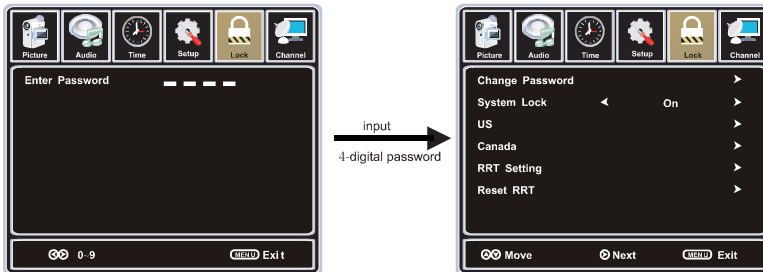 Picture Audio Time Setup Lock Channel
Enter Password
0~9 MENU Exit
input
4-digital password
Picture Audio Time Setup Lock Channel
Change Password
System Lock On
US
Canada
RRT Setting
Reset RRT
Move Next MENU Exit